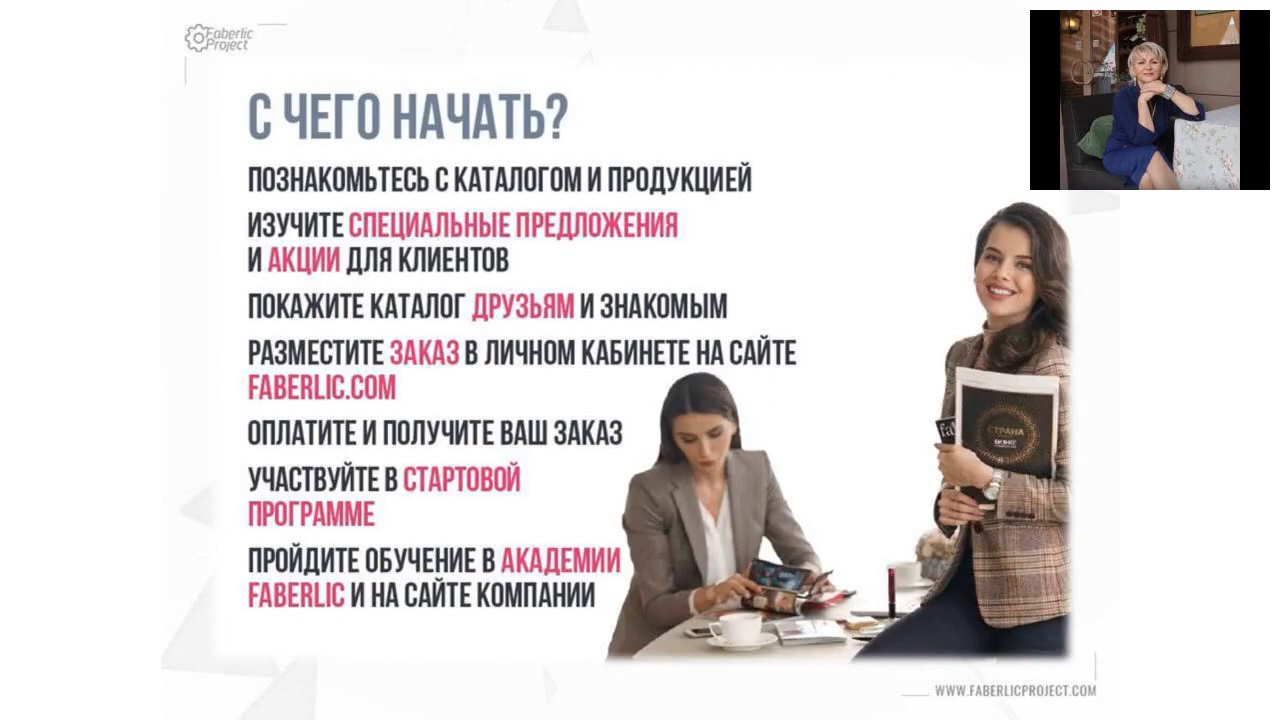 Faberlic
Project
С ЧЕГО НАЧАТЬ?
ПОЗНАКОМЬТЕСЬ С КАТАЛОГОМ И ПРОДУКЦИЕЙ
ИЗУЧИТЕ СПЕЦИАЛЬНЫЕ ПРЕДЛОЖЕНИЯ
И АКЦИИ ДЛЯ КЛИЕНТОВ
ПОКАЖИТЕ КАТАЛОГ ДРУЗЬЯМ И ЗНАКОМЫМ
РАЗМЕСТИТЕ ЗАКАЗ В ЛИЧНОМ КАБИНЕТЕ НА САЙТЕ
FABERLIC.COM
ОПЛАТИТЕ И ПОЛУЧИТЕ ВАШ ЗАКАЗ
УЧАСТВУЙТЕ В СТАРТОВОЙ
ПРОГРАММЕ
ПРОЙДИТЕ ОБУЧЕНИЕ В АКАДЕМИИ
FABERLIC И НА САЙТЕ КОМПАНИИ
fa
СТРАНА
БИЗНЕС
WWW.FABERLICPROJECT.COM